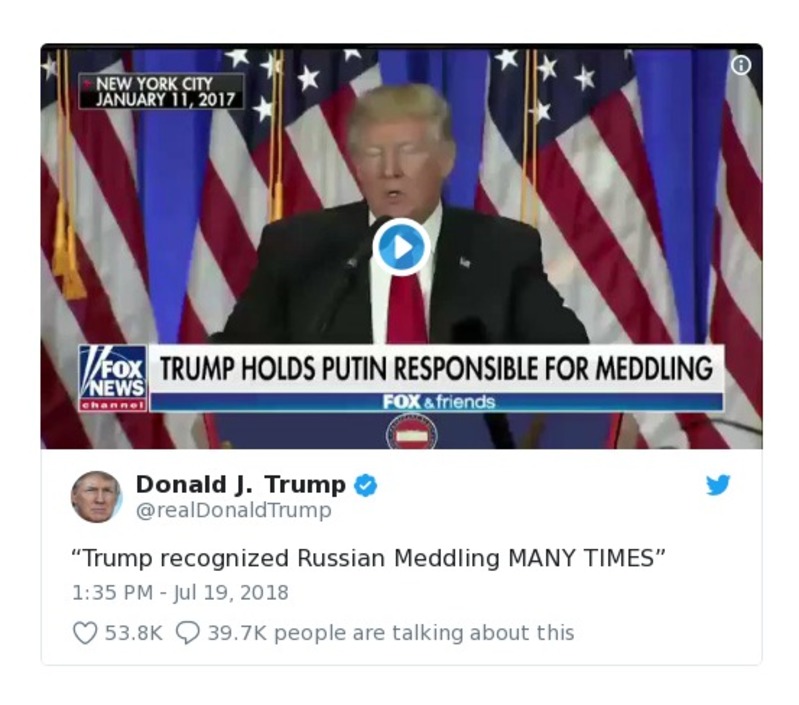 NEW YORK CITY
JANUARY 11, 2017
FOX
NEWS
channel
TRUMP HOLDS PUTIN RESPONSIBLE FOR MEDDLING
FOX & friends
Donald J. Trump
@realDonaldTrump
“Trump recognized Russian Meddling MANY TIMES”
1:35 PM - Jul 19, 2018
53.8K 39.7K people are talking about this